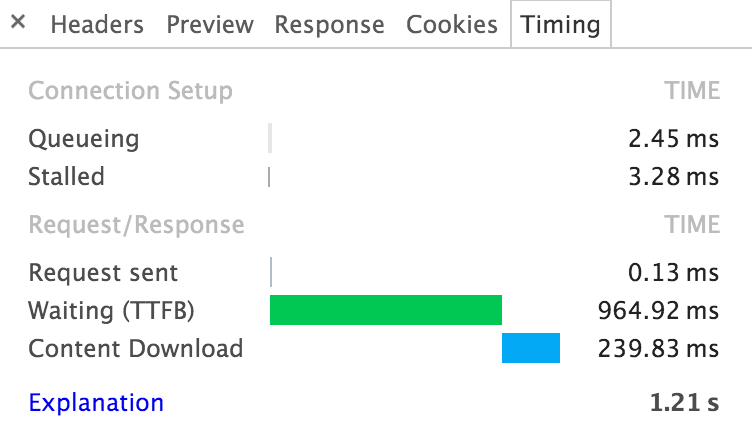 × Headers Preview Response Cookies Timing
Connection Setup TIME
Queueing 2.45 ms
Stalled 3.28 ms
Request/Response TIME
Request sent 0.13 ms
Waiting (TTFB) 964.92 ms
Content Download 239.83 ms
Explanation 1.21 s